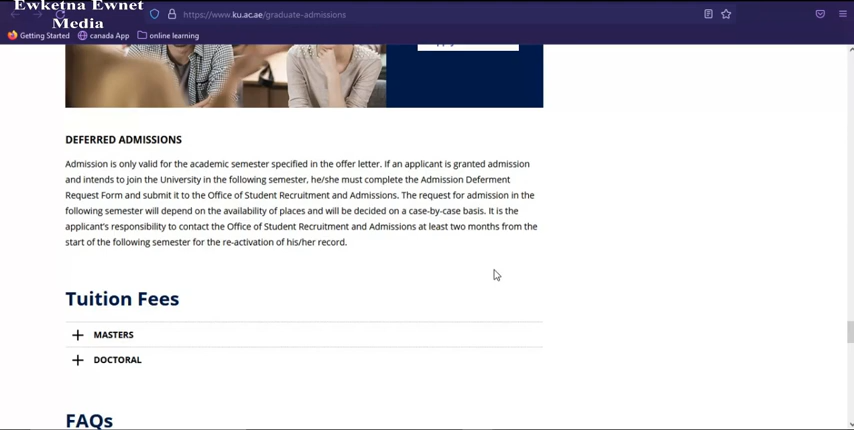 Ewketna Ewnet
Media
https://www.ku.ac.ae/graduate-admissions
Getting Started canada App online learning
DEFERRED ADMISSIONS
Admission is only valid for the academic semester specified in the offer letter. If an applicant is granted admission
and intends to join the University in the following semester, he/she must complete the Admission Deferment
Request Form and submit it to the Office of Student Recruitment and Admissions. The request for admission in the
following semester will depend on the availability of places and will be decided on a case-by-case basis. It is the
applicant's responsibility to contact the Office of Student Recruitment and Admissions at least two months from the
start of the following semester for the re-activation of his/her record.
Tuition Fees
MASTERS
DOCTORAL
FAQs